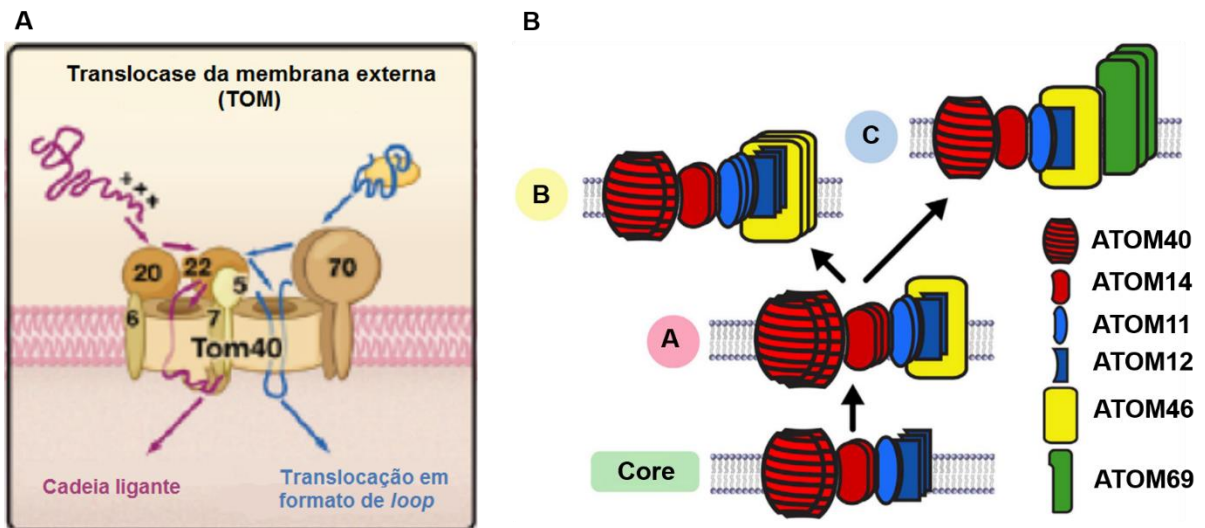 A
Translocase da membrana externa
(TOM)
+++
20
22
5
70
6
7
Tom40
Cadeia ligante
Translocação em
formato de loop
B
C
B
A
Core
ATOM40
ATOM14
ATOM11
ATOM12
ATOM46
ATOM69